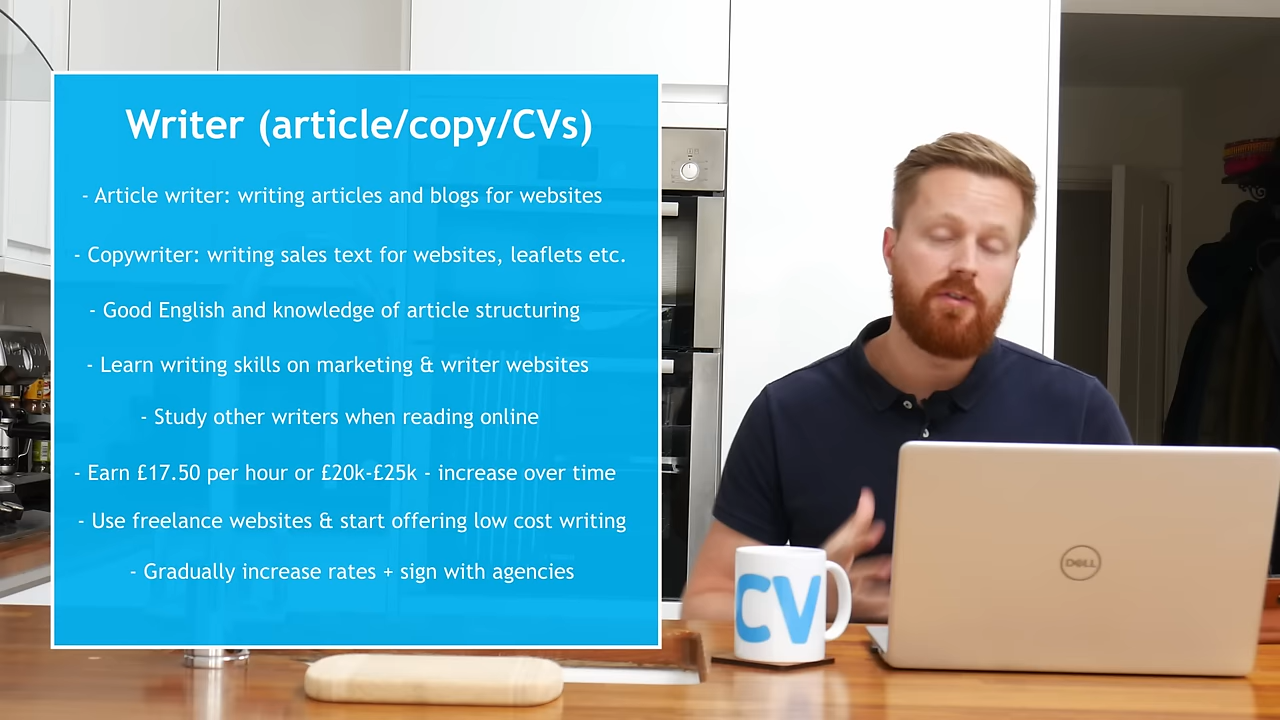 Writer (article/copy/CVs)
- Article writer: writing articles and blogs for websites
- Copywriter: writing sales text for websites, leaflets etc.
- Good English and knowledge of article structuring
- Learn writing skills on marketing & writer websites
- Study other writers when reading online
- Earn £17.50 per hour or £20k-£25k - increase over time
- Use freelance websites & start offering low cost writing
- Gradually increase rates + sign with agencies
CV
DELL